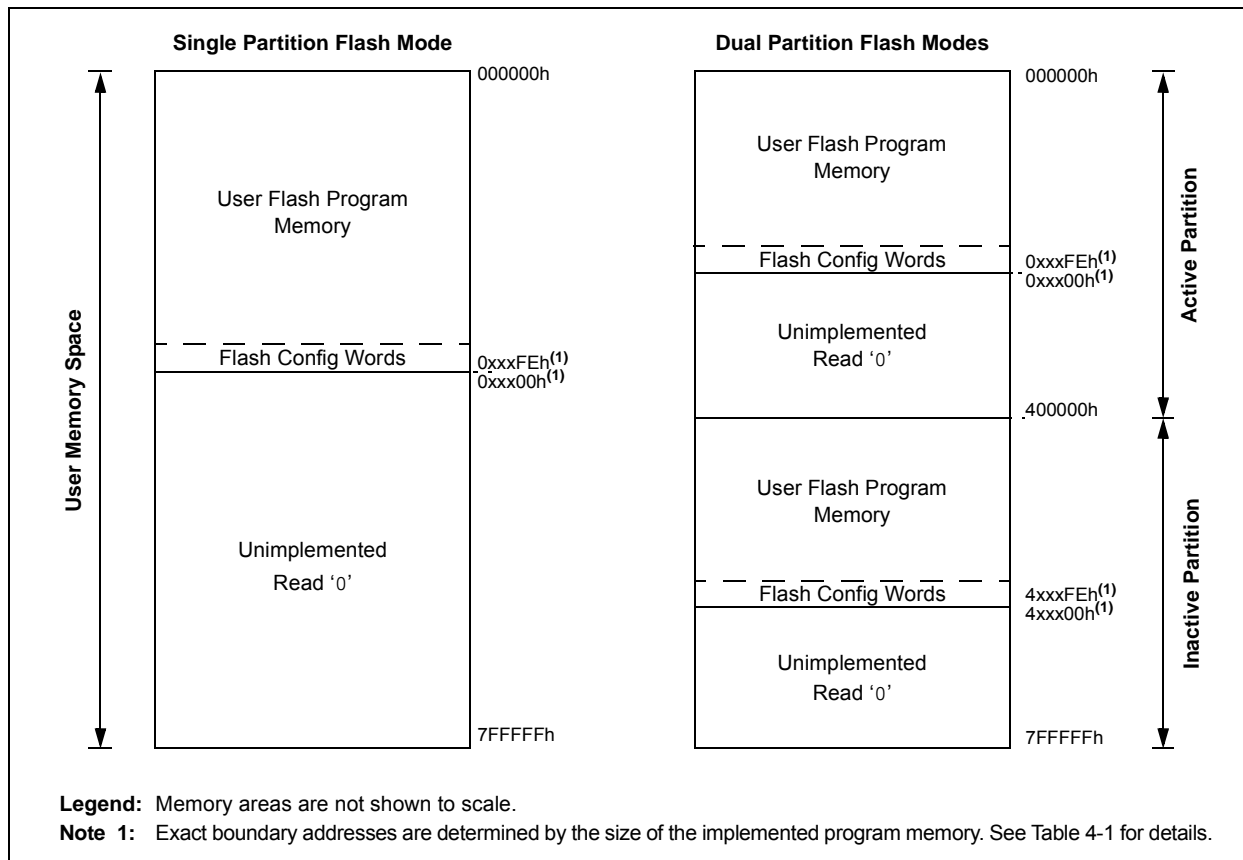 Single Partition Flash Mode
Dual Partition Flash Modes
User Memory Space
000000h
User Flash Program
Memory
Flash Config Words
0xxxFEh(1)
0xxx00h(1)
Unimplemented
Read ‘0’
7FFFFFh
000000h
User Flash Program
Memory
Flash Config Words
0xxxFEh(1)
0xxx00h(1)
Unimplemented
Read ‘0’
Active Partition
400000h
User Flash Program
Memory
Flash Config Words
4xxxFEh(1)
4xxx00h(1)
Unimplemented
Read ‘0’
7FFFFFh
Inactive Partition
Legend: Memory areas are not shown to scale.
Note 1: Exact boundary addresses are determined by the size of the implemented program memory. See Table 4-1 for details.